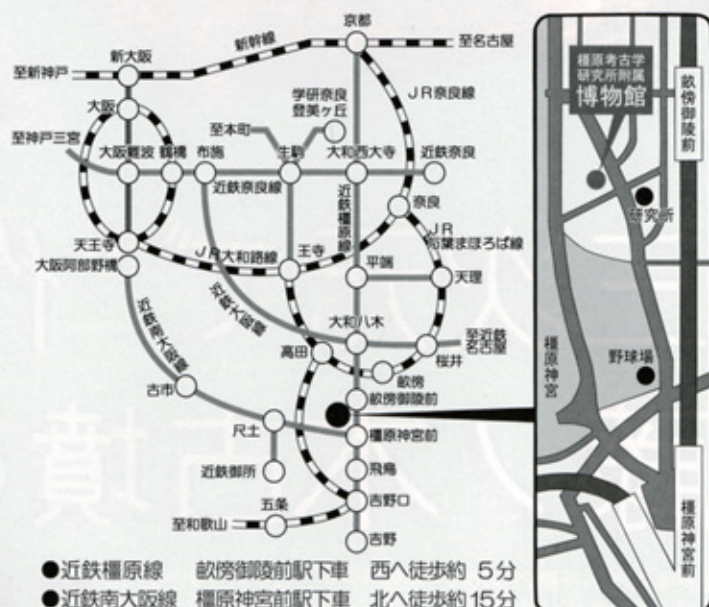 京都
新幹線
至名古屋
新大阪
至新神戸
橿原考古学
研究所附属
博物館
畝傍御陵前
JR奈良線
大阪
学研奈良
登美ヶ丘
至本町
至神戸三宮
大阪難波
鶴橋
布施
生駒
大和西大寺
近鉄奈良
近鉄奈良線
近鉄橿原線
奈良
研究所
JR
万葉まほろば線
天王寺
JR大和路線
王寺
大阪阿部野橋
平端
天理
近鉄大阪線
大和八木
至近鉄
名古屋
近鉄南大阪線
高田
桜井
橿原神宮
野球場
畝傍
古市
畝傍御陵前
尺土
橿原神宮前
近鉄御所
飛鳥
橿原神宮前
五条
吉野口
至和歌山
吉野
●近鉄橿原線 畝傍御陵前駅下車 西へ徒歩約 5分
●近鉄南大阪線 橿原神宮前駅下車 北へ徒歩約15分